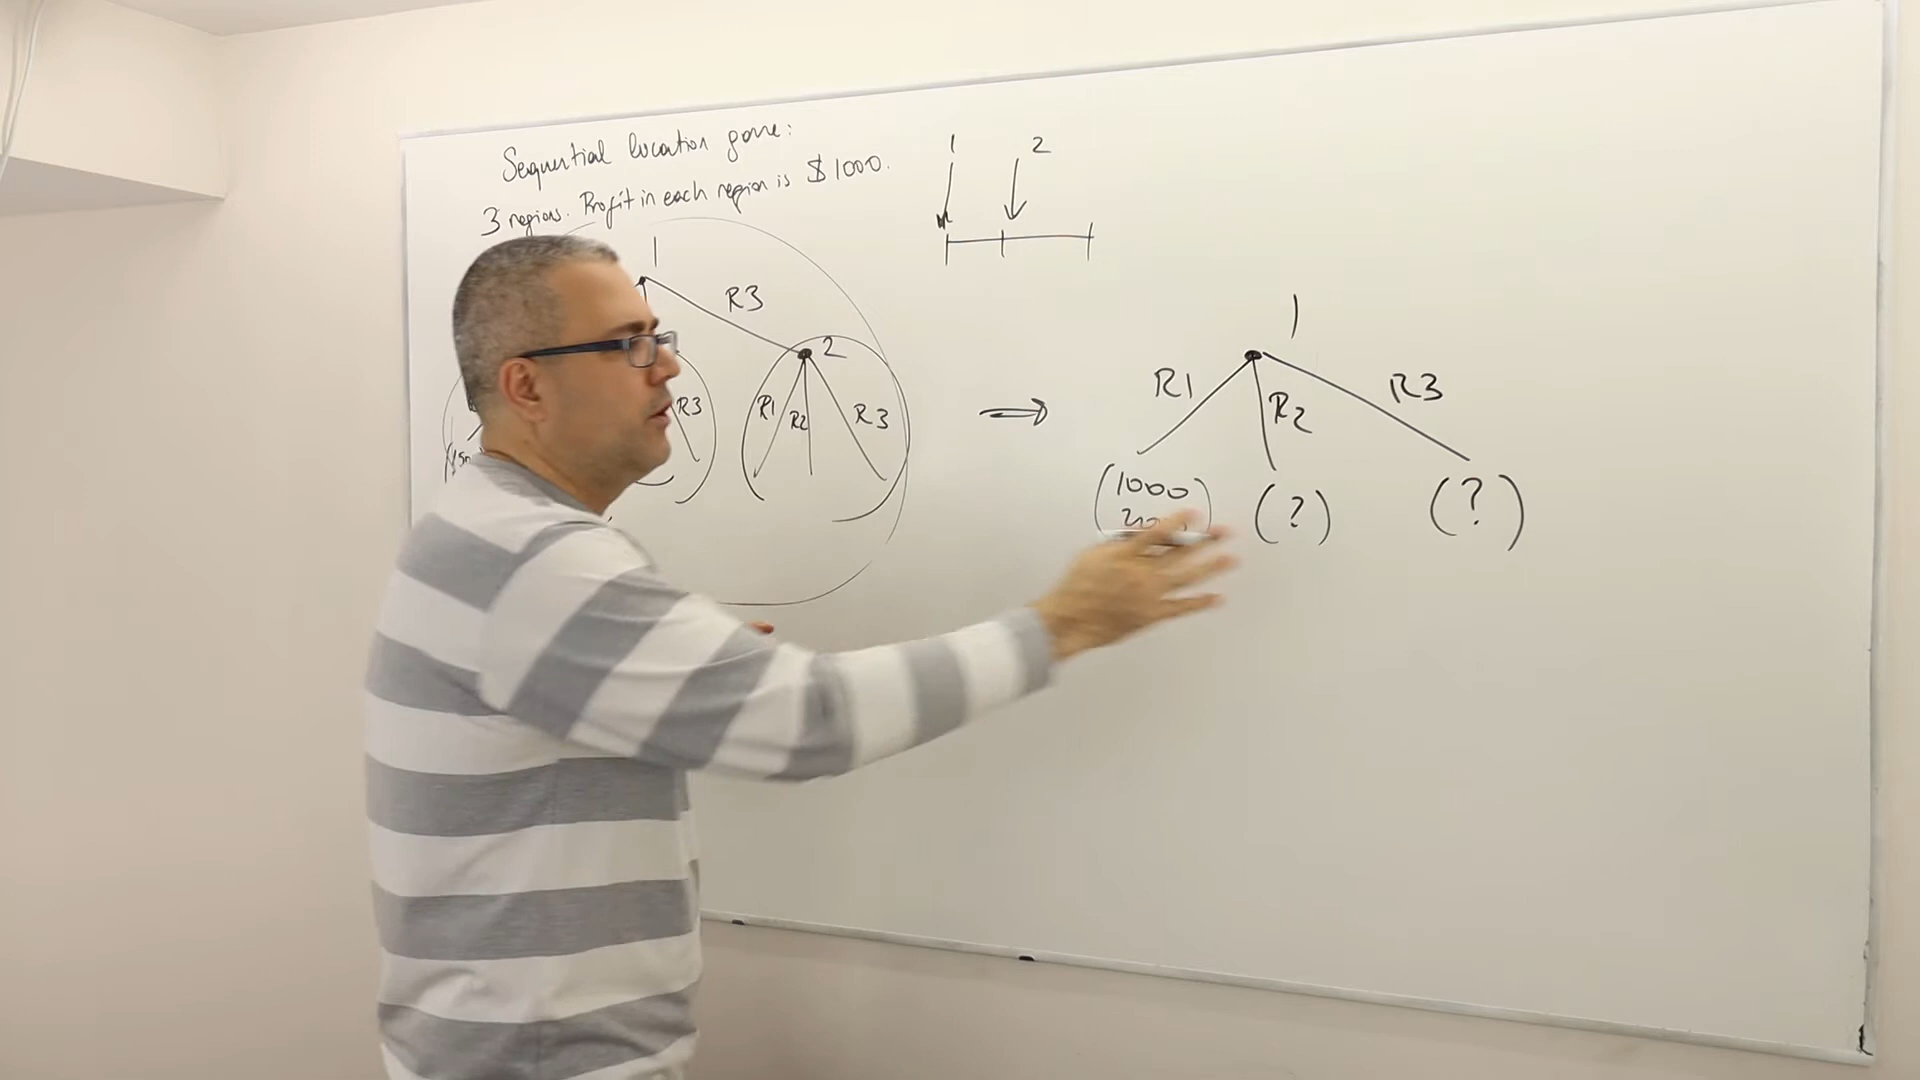 Sequential location game:
3 regions. Profit in each region is $1000.
1 2
1
R3
2
R3
R1 R2 R3
⇒
1
R1 R2 R3
(1000
(?) (?)